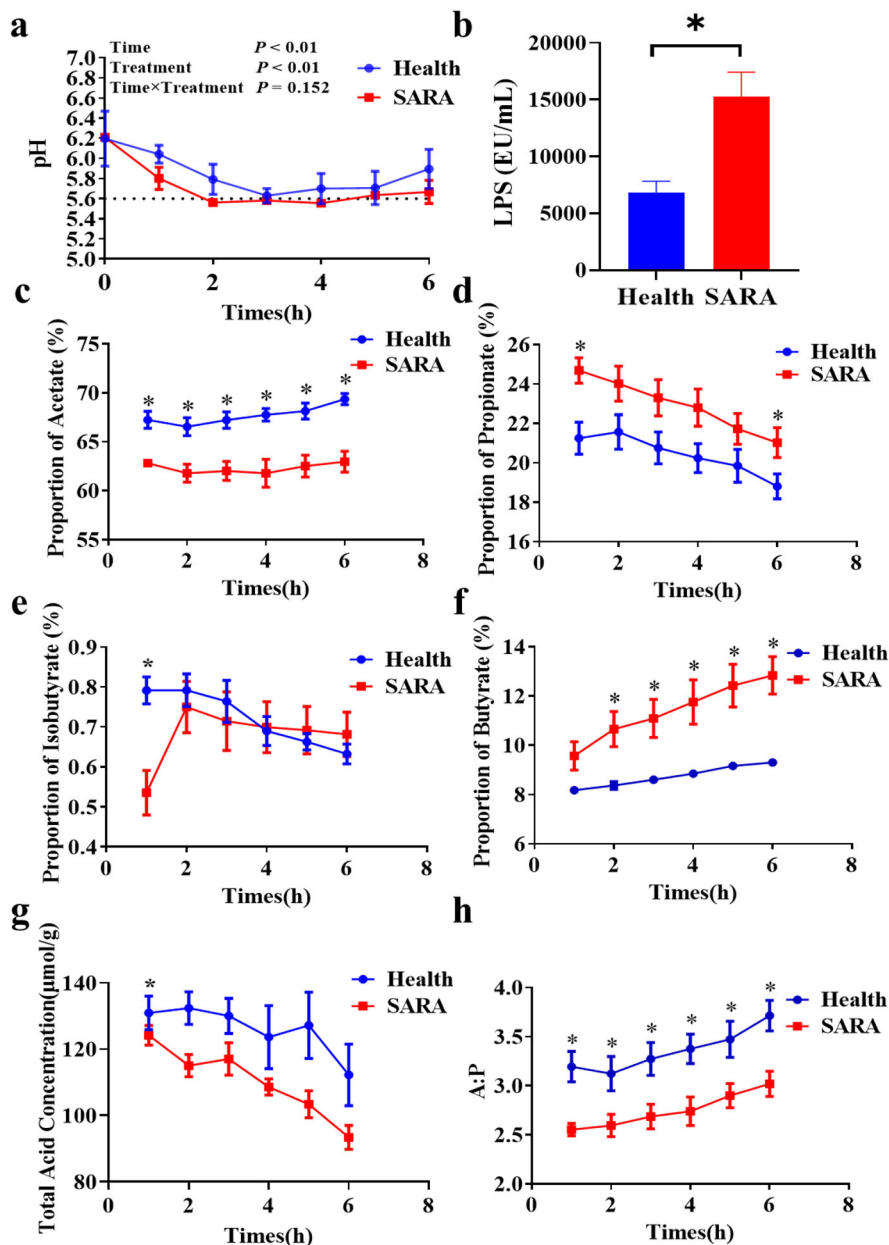 a
Time P < 0.01
Treatment P < 0.01
Time×Treatment P = 0.152
Health
SARA
7.0
6.8
6.6
6.4
6.2
6.0
5.8
5.6
5.4
5.2
5.0
pH
0 2 4 6
Times(h)
b
*
20000
15000
10000
5000
0
LPS (EU/mL)
Health SARA
c
Health
SARA
75
70
65
60
55
Proportion of Acetate (%)
* * * * * *
0 2 4 6 8
Times(h)
d
Health
SARA
26
24
22
20
18
16
Proportion of Propionate (%)
* *
0 2 4 6 8
Times(h)
e
Health
SARA
0.9
0.8
0.7
0.6
0.5
0.4
Proportion of Isobutyrate (%)
*
0 2 4 6 8
Times(h)
f
Health
SARA
14
12
10
8
6
Proportion of Butyrate (%)
* * * * *
0 2 4 6 8
Times(h)
g
Health
SARA
140
120
100
80
Total Acid Concentration(μmol/g)
*
0 2 4 6 8
Times(h)
h
Health
SARA
4.0
3.5
3.0
2.5
2.0
A:P
* * * * * *
0 2 4 6 8
Times(h)